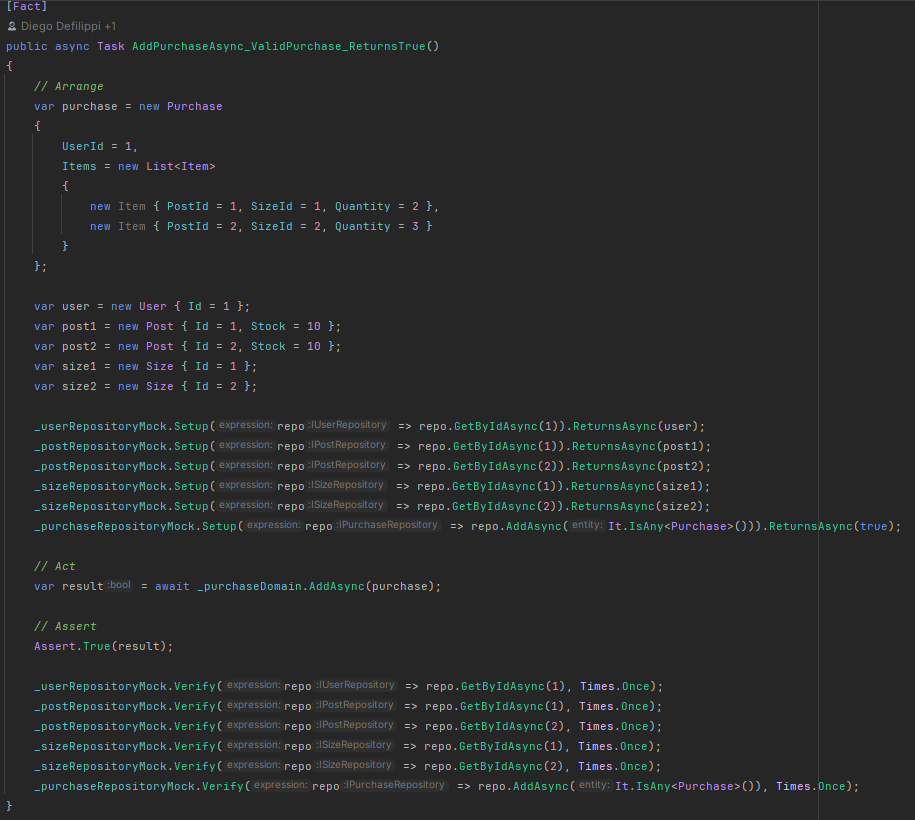 [Fact]
Diego Defilippi +1
public async Task AddPurchaseAsync_ValidPurchase_ReturnsTrue()
{
    // Arrange
    var purchase = new Purchase
    {
        UserId = 1,
        Items = new List<Item>
        {
            new Item { PostId = 1, SizeId = 1, Quantity = 2 },
            new Item { PostId = 2, SizeId = 2, Quantity = 3 }
        }
    };
    var user = new User { Id = 1 };
    var post1 = new Post { Id = 1, Stock = 10 };
    var post2 = new Post { Id = 2, Stock = 10 };
    var size1 = new Size { Id = 1 };
    var size2 = new Size { Id = 2 };
    _userRepositoryMock.Setup(expression: repo :IUserRepository => repo.GetByIdAsync(1)).ReturnsAsync(user);
    _postRepositoryMock.Setup(expression: repo :IPostRepository => repo.GetByIdAsync(1)).ReturnsAsync(post1);
    _postRepositoryMock.Setup(expression: repo :IPostRepository => repo.GetByIdAsync(2)).ReturnsAsync(post2);
    _sizeRepositoryMock.Setup(expression: repo :ISizeRepository => repo.GetByIdAsync(1)).ReturnsAsync(size1);
    _sizeRepositoryMock.Setup(expression: repo :ISizeRepository => repo.GetByIdAsync(2)).ReturnsAsync(size2);
    _purchaseRepositoryMock.Setup(expression: repo :IPurchaseRepository => repo.AddAsync(entity: It.IsAny<Purchase>())).ReturnsAsync(true);
    // Act
    var result :bool = await _purchaseDomain.AddAsync(purchase);
    // Assert
    Assert.True(result);
    _userRepositoryMock.Verify(expression: repo :IUserRepository => repo.GetByIdAsync(1), Times.Once);
    _postRepositoryMock.Verify(expression: repo :IPostRepository => repo.GetByIdAsync(1), Times.Once);
    _postRepositoryMock.Verify(expression: repo :IPostRepository => repo.GetByIdAsync(2), Times.Once);
    _sizeRepositoryMock.Verify(expression: repo :ISizeRepository => repo.GetByIdAsync(1), Times.Once);
    _sizeRepositoryMock.Verify(expression: repo :ISizeRepository => repo.GetByIdAsync(2), Times.Once);
    _purchaseRepositoryMock.Verify(expression: repo :IPurchaseRepository => repo.AddAsync(entity: It.IsAny<Purchase>()), Times.Once);
}